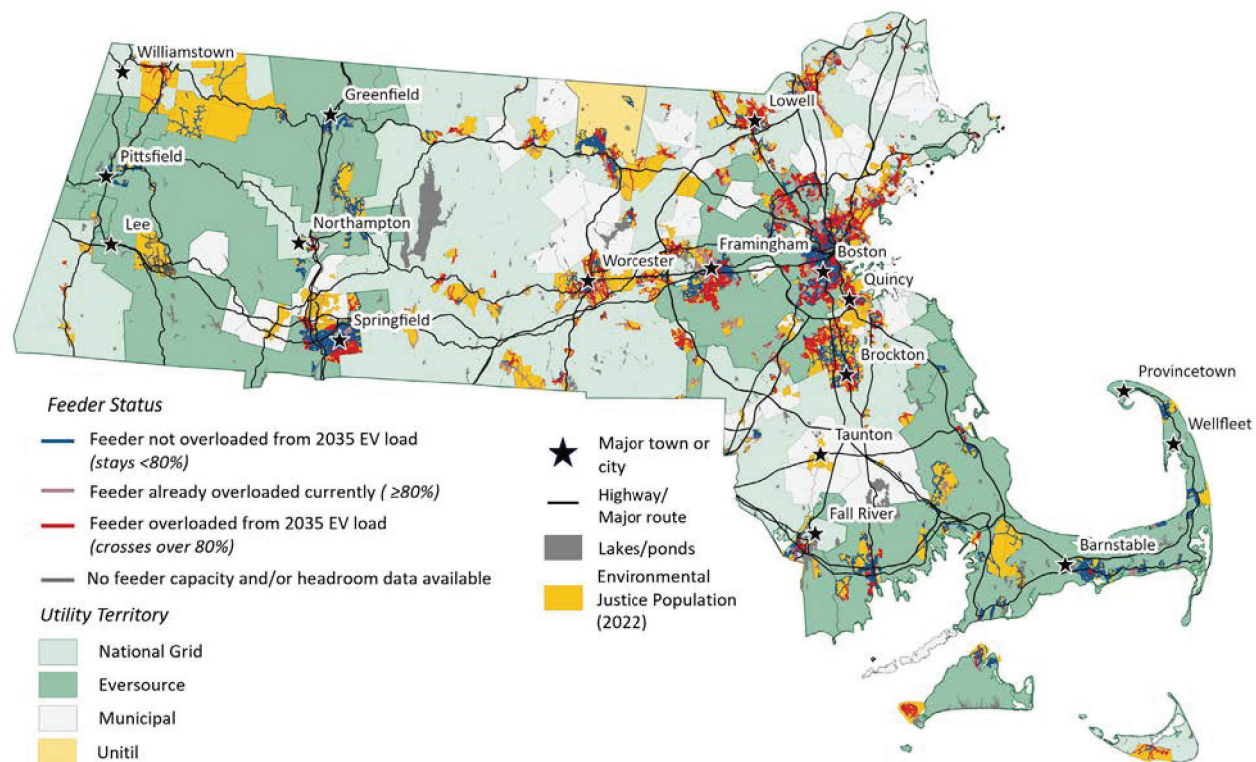 Williamstown
Greenfield
Lowell
Pittsfield
Lee
Northampton
Framingham
Boston
Worcester
Quincy
Springfield
Brockton
Provincetown
Wellfleet
Taunton
Fall River
Barnstable
Feeder Status
Feeder not overloaded from 2035 EV load
(stays <80%)
Feeder already overloaded currently ( ≥80%)
Feeder overloaded from 2035 EV load
(crosses over 80%)
No feeder capacity and/or headroom data available
Utility Territory
National Grid
Eversource
Municipal
Unitil
Major town or
city
Highway/
Major route
Lakes/ponds
Environmental
Justice Population
(2022)